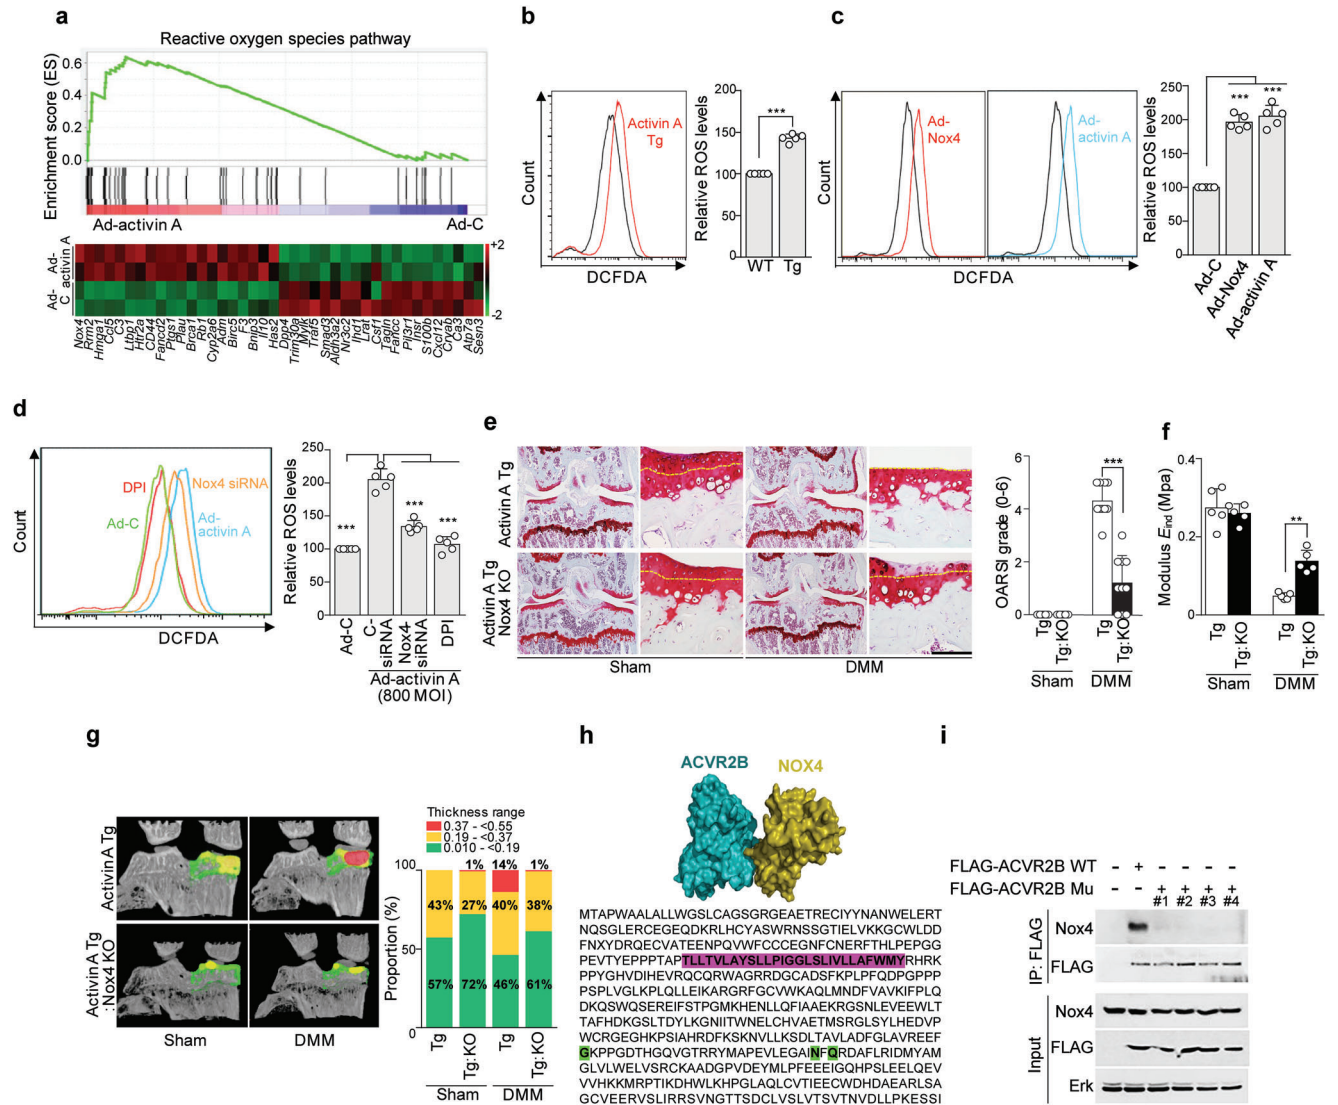 a
Reactive oxygen species pathway
Enrichment score (ES)
0.6
0.4
0.2
0.0
Ad-activin A
Ad-C
Ad-activin A
Ad-C
+2
-2
Nox4
Rrm2
Hmga1
Ccl5
C3
Ltbp1
Htr2a
CD44
Fancd2
Ptgs1
Plau
Brca1
Rb1
Cyp2a6
Adm
Birc5
F3
Bnip3
Il10
Has2
Dpp4
Trim30a
Mylk
Traf5
Smad3
Aldh3a2
Nr3c2
Ihd1
Lrat
Csf1
Tagln
Fancc
Pil3r1
Insr
S100b
Cxcl12
Cryab
Ca3
Atp7a
Sesn3
b
Count
Activin A
Tg
DCFDA
Relative ROS levels
200
150
100
50
0
***
WT
Tg
c
Count
Ad-
Nox4
Ad-
activin A
DCFDA
Relative ROS levels
250
200
150
100
50
0
***
***
Ad-C
Ad-Nox4
Ad-activin A
d
Count
DPI
Nox4 siRNA
Ad-C
Ad-
activin A
DCFDA
Relative ROS levels
250
200
150
100
50
0
***
***
***
Ad-C
C-
siRNA
Nox4
siRNA
DPI
Ad-activin A
(800 MOI)
e
Activin A Tg
Activin A Tg
Nox4 KO
Sham
DMM
OARSI grade (0-6)
6
4
2
0
***
Tg
Tg:KO
Tg
Tg:KO
Sham
DMM
f
Modulus Eind (Mpa)
0.4
0.2
0
**
Tg
Tg:KO
Tg
Tg:KO
Sham
DMM
g
Activin A Tg
Activin A Tg
:Nox4 KO
Sham
DMM
Thickness range
0.37 - <0.55
0.19 - <0.37
0.010 - <0.19
Proportion (%)
100
50
0
1%
14%
1%
43%
27%
40%
38%
57%
72%
46%
61%
Tg
Tg:KO
Tg
Tg:KO
Sham
DMM
h
ACVR2B
NOX4
MTAPWAALALLWGSLCAGSGRGEAETRECIYYNANWELERT
NQSGLERCEGEQDKRLHCYASWRNSSGTIELVKKGCWLDD
FNXYDRQECVATEENPQVWFCCCEGNFCNERFTHLPEPGG
PEVTYEPPPTAPTLLTVLAYSLLPIGGLSLIVLLAFWMYRHRK
PPYGHVDIHEVRQCQRWAGRRDGCADSFKPLPFQDPGPPP
PSPLVGLKPLQLLEIKARGRFGCVWKAQLMNDFVAVKIFPLQ
DKQSWQSEREIFSTPGMKHENLLQFIAAEKRGSNLEVEEWLT
TAFHDKGSLTDYLKGNIITWNELCHVAETMSRGLSYLHEDVP
WCRGEGHKPSIAHRDFKSKNVLLKSDLTAVLADFGLAVREEF
GKPPGDTHGQVGTRRYMAPEVLEGAINFQRDAFLRIDMYAM
GLVLWELVSRCKAADGPVDEYMLPFEEEIGQHPSLEELQEV
VVHKKMRPTIKDHWLKHPGLAQLCVTIEECWDHDAEARLSA
GCVEERVSLIRRSVNGTTSDCLVSLVTSVTNVDLLPKESSI
i
FLAG-ACVR2B WT
- + - - - -
FLAG-ACVR2B Mu
- - + + + +
#1 #2 #3 #4
IP: FLAG
Nox4
FLAG
Input
Nox4
FLAG
Erk